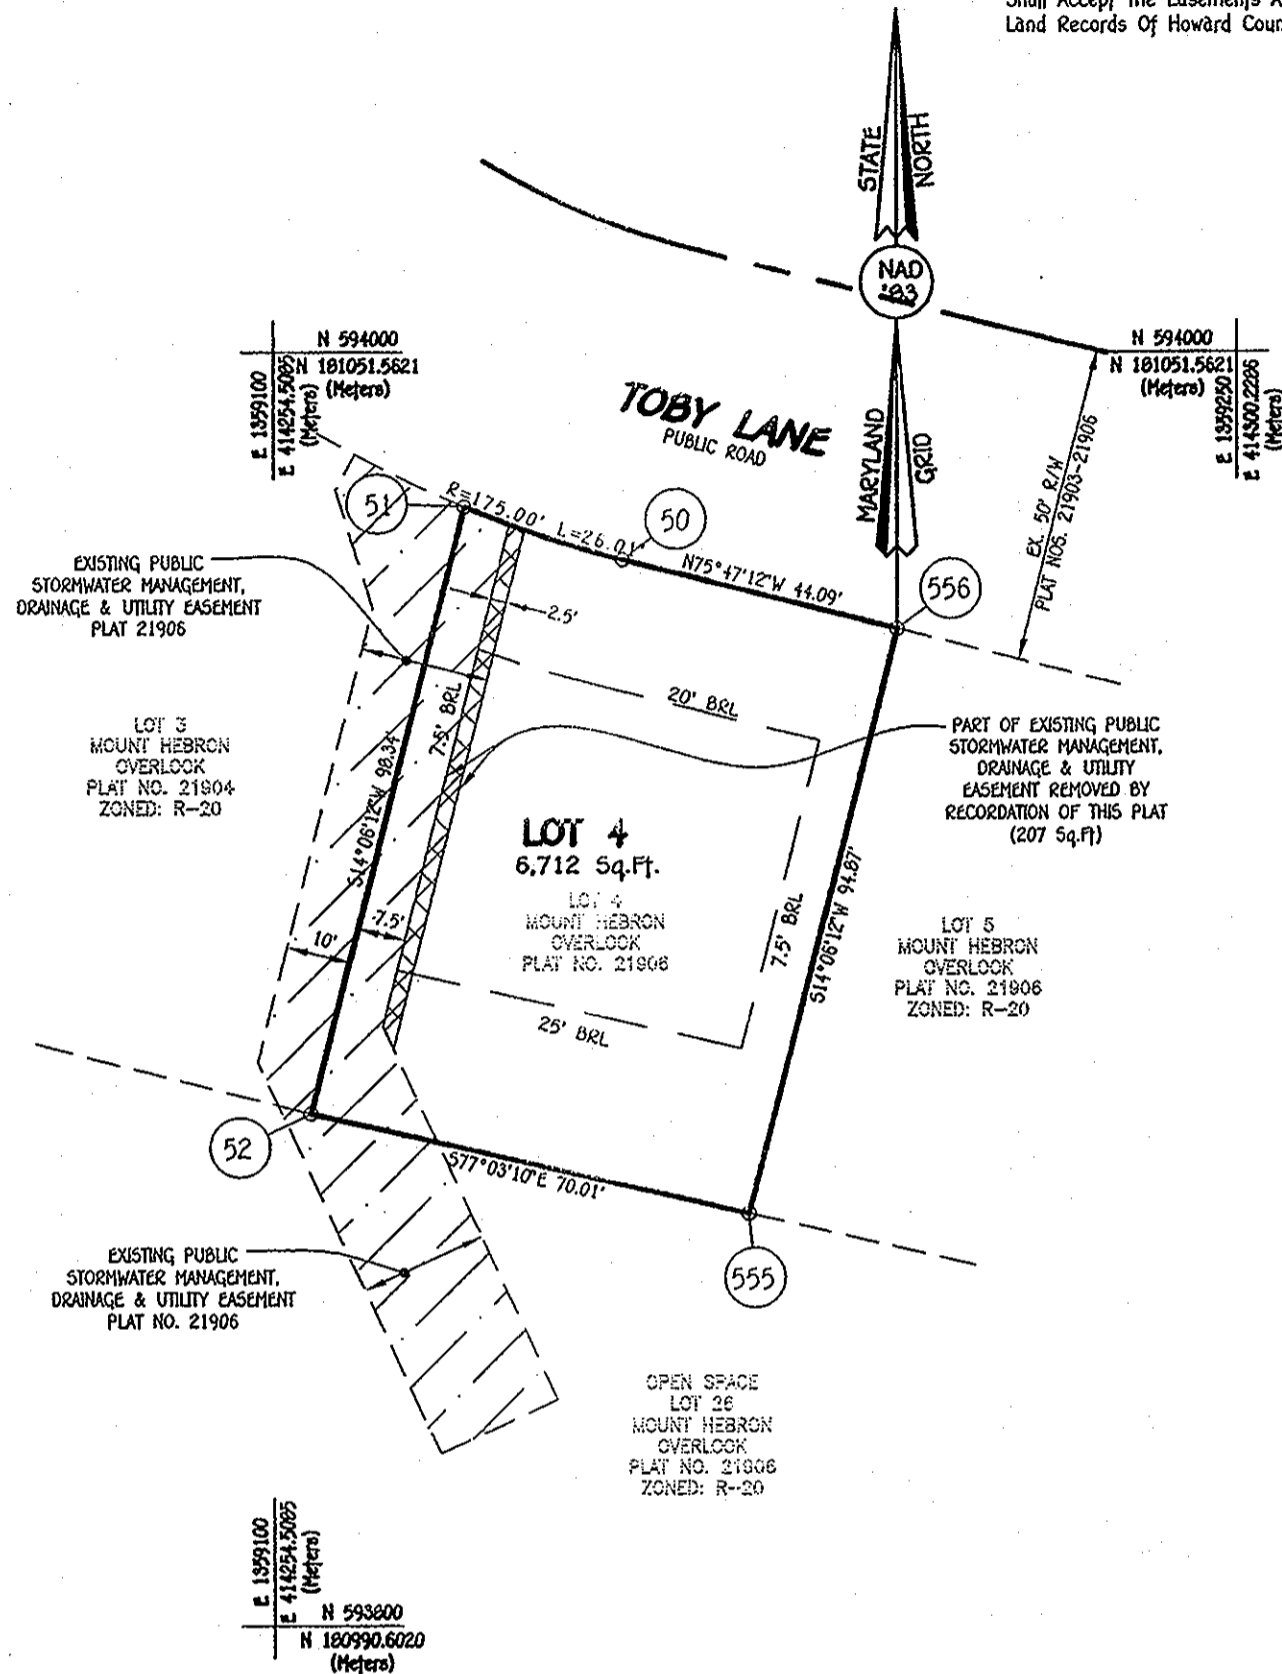 Shall Accept The Easements A
Land Records Of Howard Coun
STATE
NORTH
NAD
'83
MARYLAND
GRID
N 594000
N 181051.5621
(Meters)
E 1359100
E 414254.5085
(Meters)
N 594000
N 181051.5621
(Meters)
E 1359250
E 414300.2286
(Meters)
TOBY LANE
PUBLIC ROAD
EX. 50' R/W
PLAT NOS. 21903-21906
51
R=175.00' L=26.01'
50
N75°47'12"W 44.09'
556
EXISTING PUBLIC
STORMWATER MANAGEMENT,
DRAINAGE & UTILITY EASEMENT
PLAT 21906
2.5'
20' BRL
7.5' BRL
S14°06'12"W 98.34'
LOT 3
MOUNT HEBRON
OVERLOOK
PLAT NO. 21904
ZONED: R-20
PART OF EXISTING PUBLIC
STORMWATER MANAGEMENT,
DRAINAGE & UTILITY
EASEMENT REMOVED BY
RECORDATION OF THIS PLAT
(207 Sq.Ft)
LOT 4
6,712 Sq.Ft.
LOT 4
MOUNT HEBRON
OVERLOOK
PLAT NO. 21906
7.5' BRL
S14°06'12"W 94.87'
LOT 5
MOUNT HEBRON
OVERLOOK
PLAT NO. 21906
ZONED: R-20
10'
7.5'
25' BRL
52
S77°03'10"E 70.01'
555
EXISTING PUBLIC
STORMWATER MANAGEMENT,
DRAINAGE & UTILITY EASEMENT
PLAT NO. 21906
OPEN SPACE
LOT 26
MOUNT HEBRON
OVERLOOK
PLAT NO. 21906
ZONED: R-20
E 1359100
E 414254.5085
(Meters)
N 593800
N 180990.6020
(Meters)